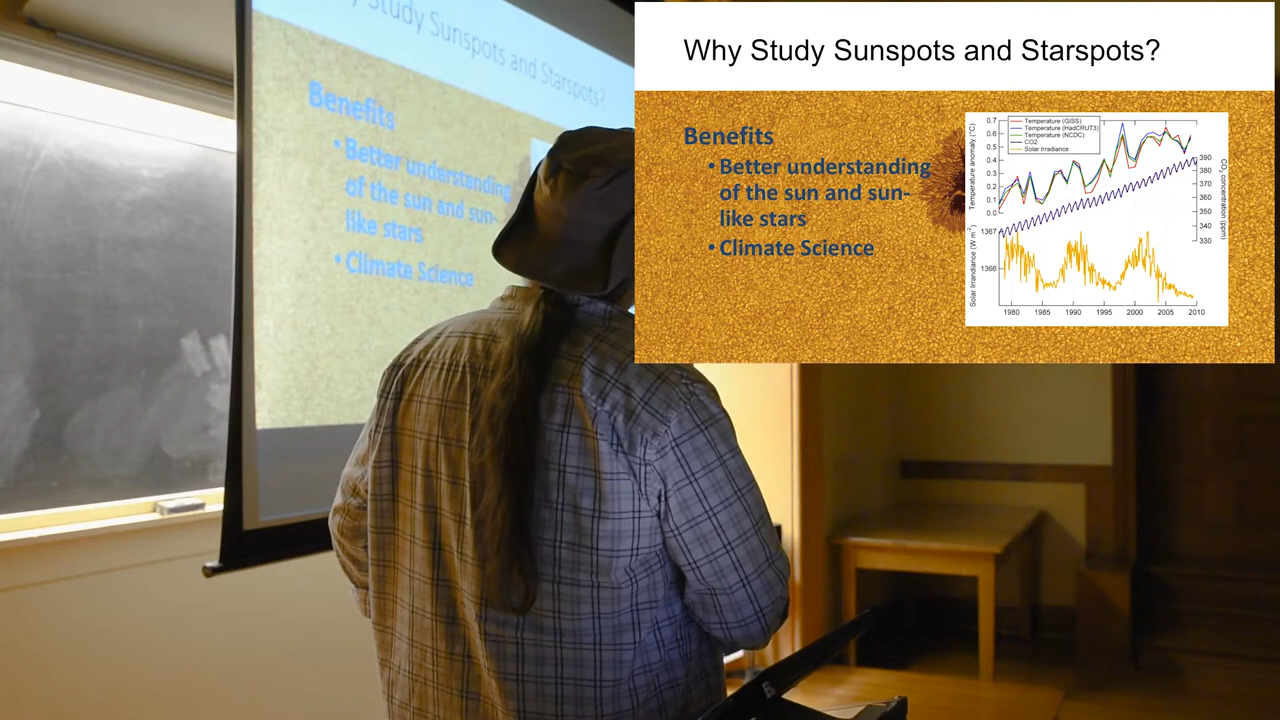 y Study Sunspots and Starspots?
Benefits
• Better understanding
of the sun and sun-
like stars
• Climate Science
Why Study Sunspots and Starspots?
Benefits
• Better understanding
of the sun and sun-
like stars
• Climate Science
Temperature (GISS)
Temperature (HadCRUT3)
Temperature (NCDC)
CO2
Solar Irradiance
Temperature anomaly (°C)
0.7
0.6
0.5
0.4
0.3
0.2
0.1
0.0
390
380
370
360
350
340
330
CO₂ concentration (ppm)
Solar Irrandiance (W m⁻²)
1367
1366
1980 1985 1990 1995 2000 2005 2010